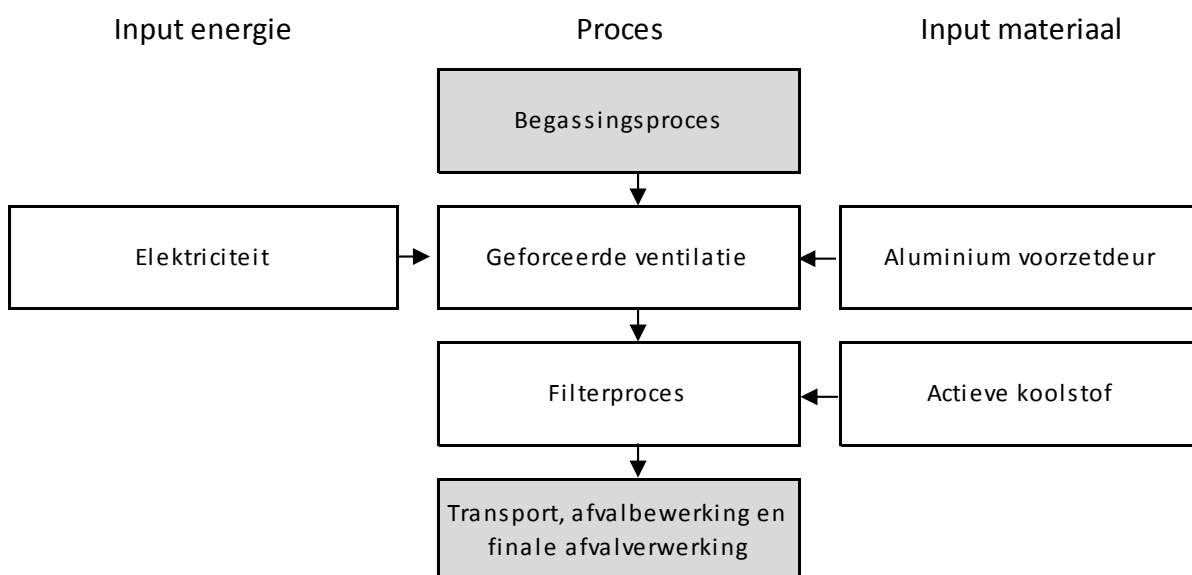 Input energie
Proces
Input materiaal
Begassingsproces
Elektriciteit
Geforceerde ventilatie
Aluminium voorzetdeur
Filterproces
Actieve koolstof
Transport, afvalbewerking en
finale afvalverwerking